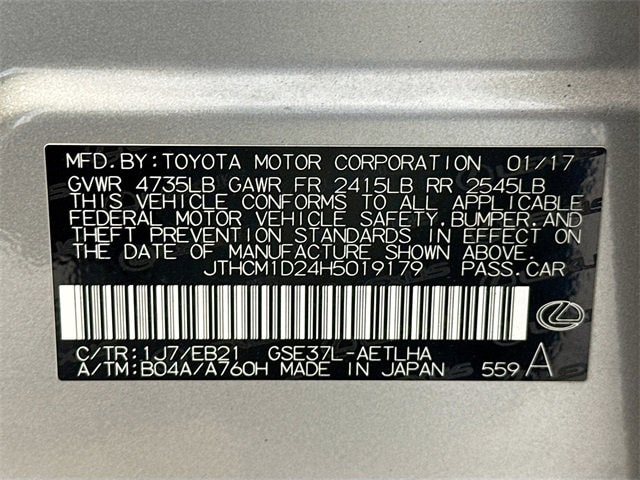 MFD.BY:TOYOTA MOTOR CORPORATION 01/17
GVWR 4735LB GAWR FR 2415LB RR 2545LB
THIS VEHICLE CONFORMS TO ALL APPLICABLE
FEDERAL MOTOR VEHICLE SAFETY,BUMPER,AND
THEFT PREVENTION STANDARDS IN EFFECT ON
THE DATE OF MANUFACTURE SHOWN ABOVE.
JTHCM1D24H5019179 PASS.CAR
C/TR:1J7/EB21 GSE37L-AETLHA
A/TM:B04A/A760H MADE IN JAPAN 559 A